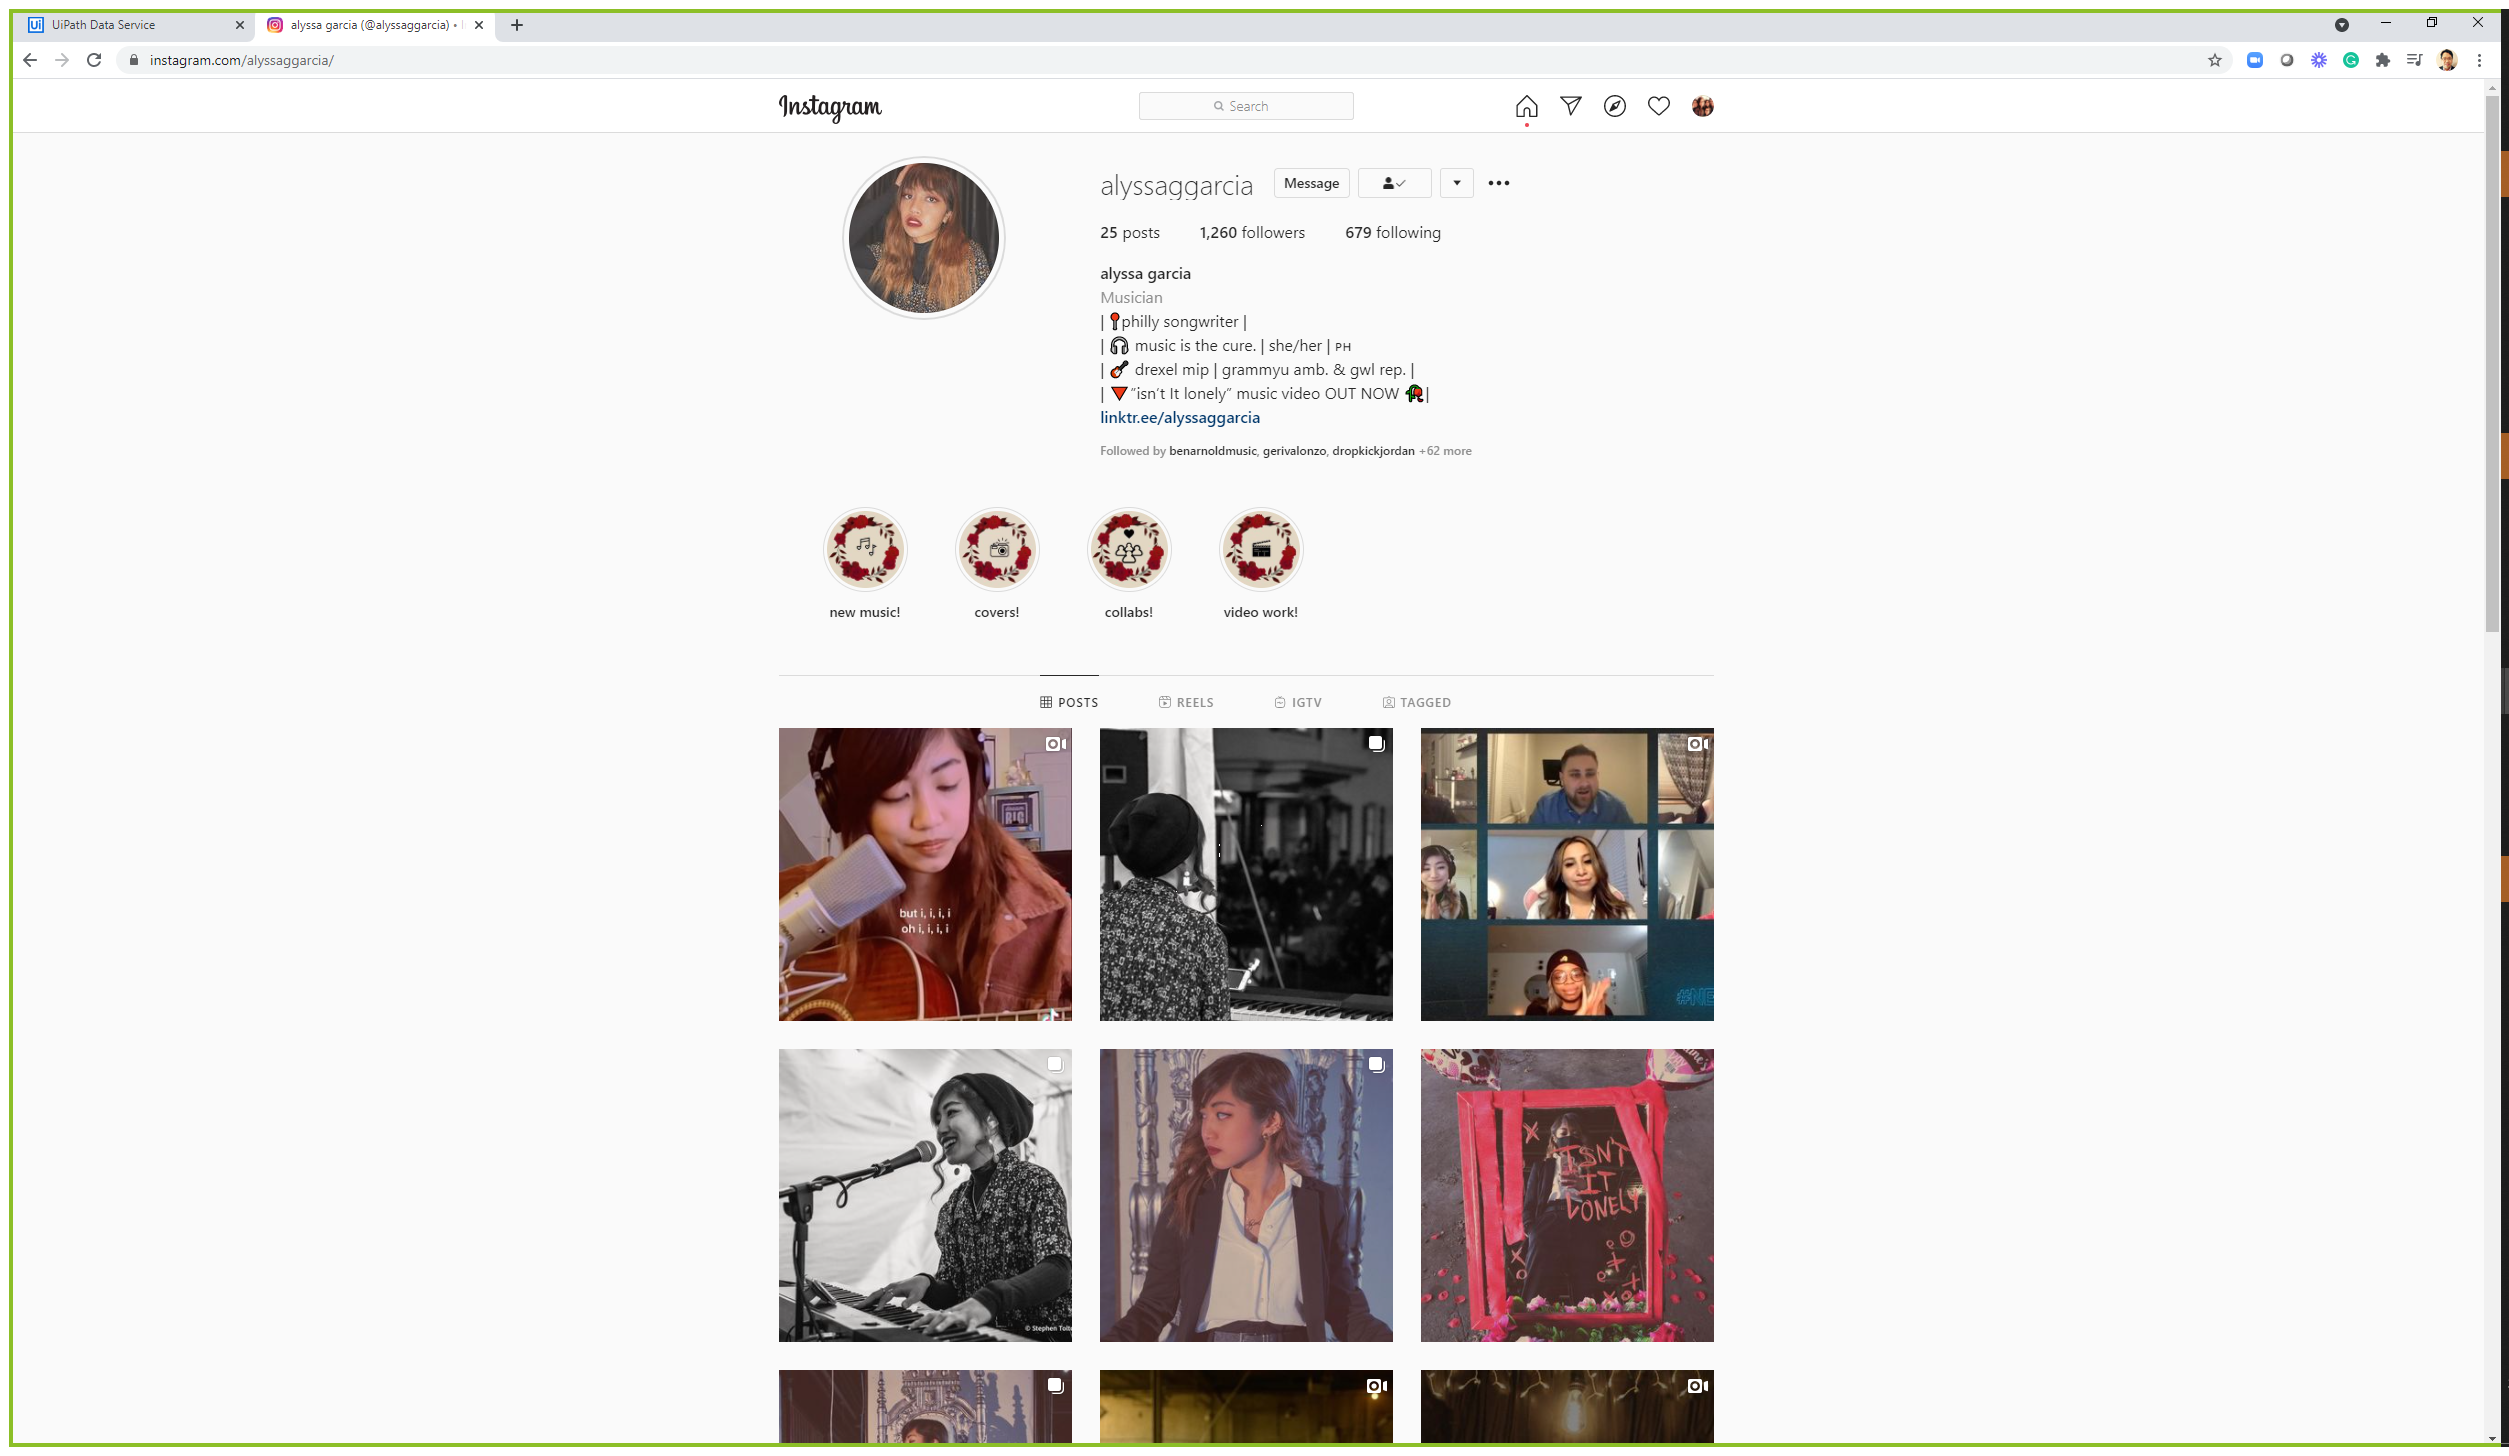 UiPath Data Service
alyssa garcia (@alyssaggarcia) •
instagram.com/alyssaggarcia/
Instagram
Search
alyssaggarcia
Message
25 posts 1,260 followers 679 following
alyssa garcia
Musician
| 🎤philly songwriter |
| 🎧 music is the cure. | she/her | PH
| 🎸 drexel mip | grammyu amb. & gwl rep. |
| 🔻"isn't It lonely" music video OUT NOW 🥀|
linktr.ee/alyssaggarcia
Followed by benarnoldmusic, gerivalonzo, dropkickjordan +62 more
new music! covers! collabs! video work!
POSTS REELS IGTV TAGGED
BIG
but i, i, i, i
oh i, i, i, i
#NE
© Stephen
ISN'T
IT
LONELY